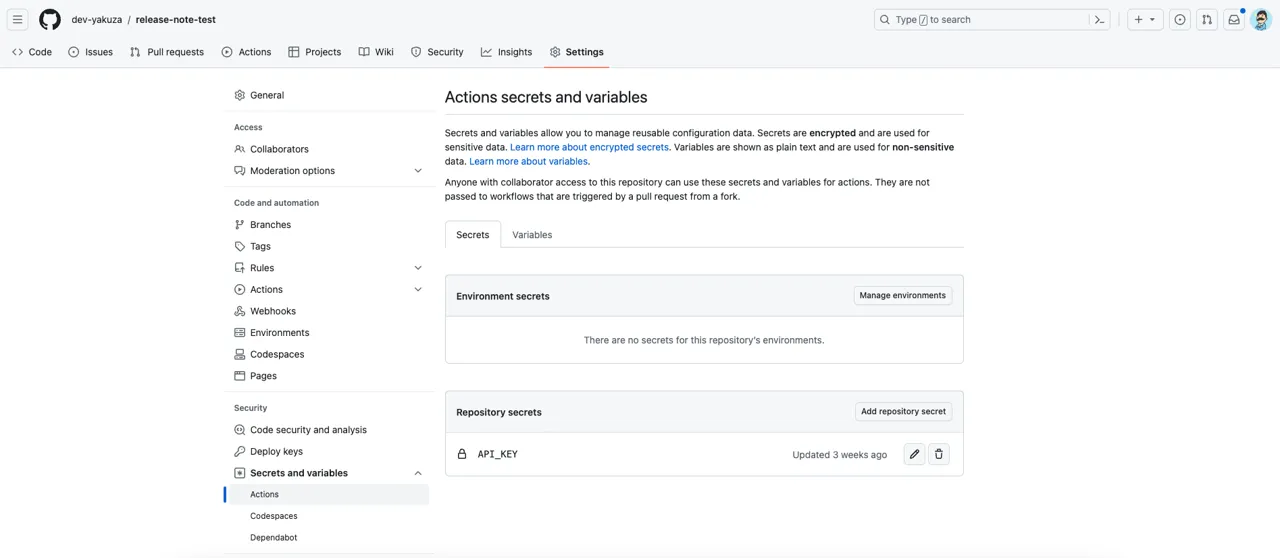 dev-yakuza / release-note-test
Type / to search
Code
Issues
Pull requests
Actions
Projects
Wiki
Security
Insights
Settings
General
Access
Collaborators
Moderation options
Code and automation
Branches
Tags
Rules
Actions
Webhooks
Environments
Codespaces
Pages
Security
Code security and analysis
Deploy keys
Secrets and variables
Actions
Codespaces
Dependabot
Actions secrets and variables
Secrets and variables allow you to manage reusable configuration data. Secrets are encrypted and are used for
sensitive data. Learn more about encrypted secrets. Variables are shown as plain text and are used for non-sensitive
data. Learn more about variables.
Anyone with collaborator access to this repository can use these secrets and variables for actions. They are not
passed to workflows that are triggered by a pull request from a fork.
Secrets
Variables
Environment secrets
Manage environments
There are no secrets for this repository's environments.
Repository secrets
Add repository secret
API_KEY
Updated 3 weeks ago